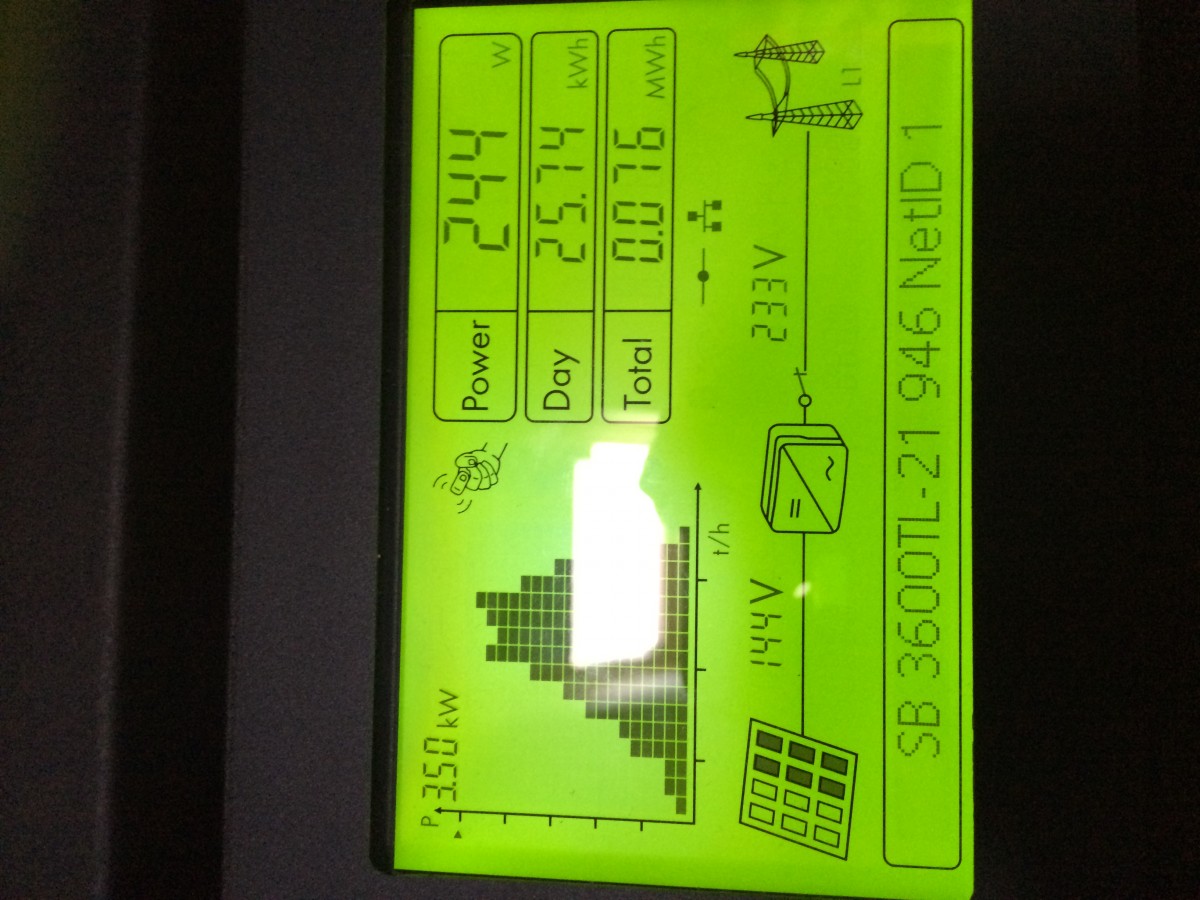 P 3.50 kW
Power 244 W
Day 25.74 kWh
Total 0.076 MWh
t/h
144 V
233 V
L1
SB 3600TL-21 946 NetID 1